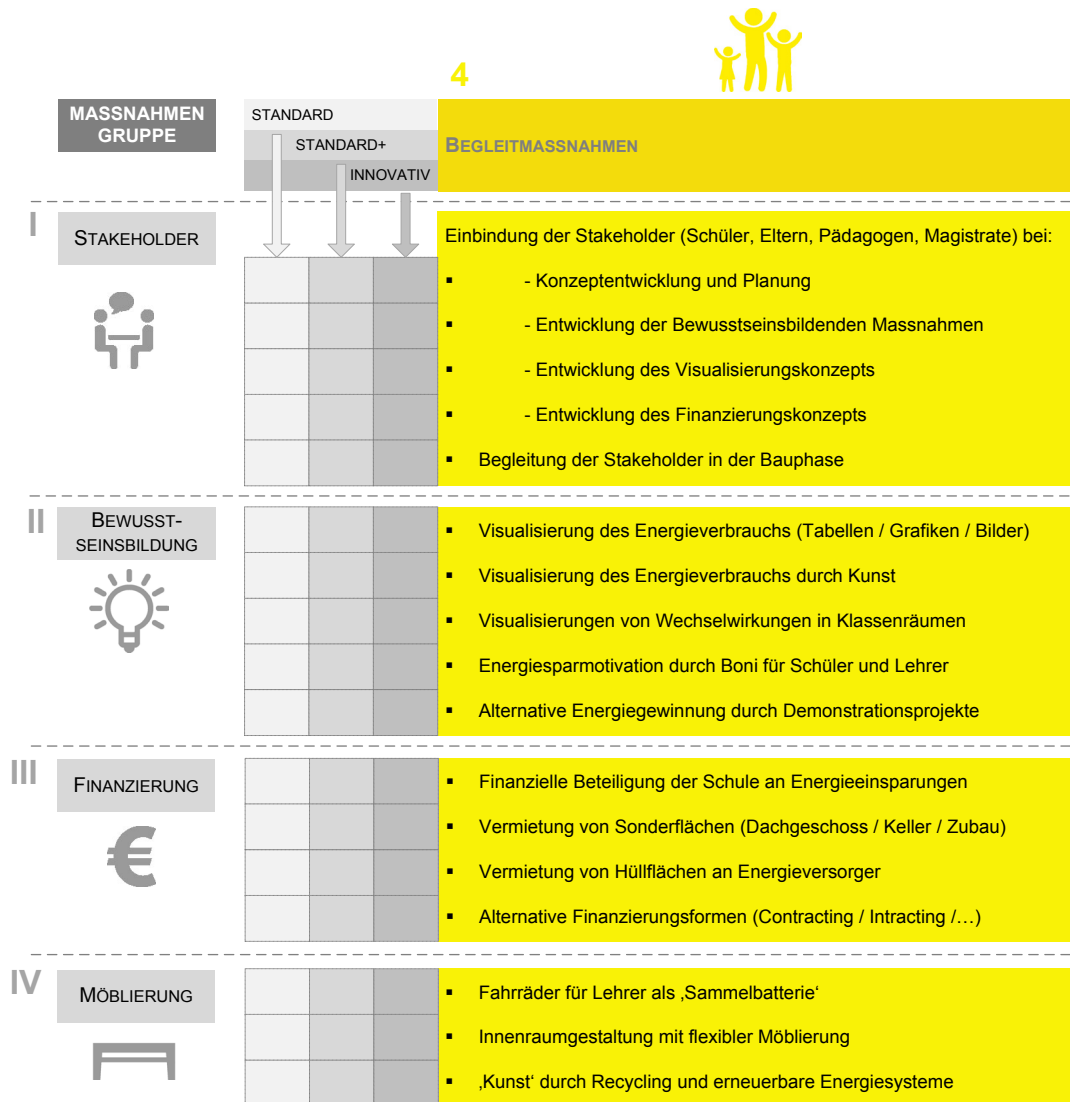 4
MASSNAHMEN
GRUPPE
STANDARD
STANDARD+
INNOVATIV
BEGLEITMASSNAHMEN
I
STAKEHOLDER
Einbindung der Stakeholder (Schüler, Eltern, Pädagogen, Magistrate) bei:
▪ - Konzeptentwicklung und Planung
▪ - Entwicklung der Bewusstseinsbildenden Massnahmen
▪ - Entwicklung des Visualisierungskonzepts
▪ - Entwicklung des Finanzierungskonzepts
▪ Begleitung der Stakeholder in der Bauphase
II
BEWUSST-
SEINSBILDUNG
▪ Visualisierung des Energieverbrauchs (Tabellen / Grafiken / Bilder)
▪ Visualisierung des Energieverbrauchs durch Kunst
▪ Visualisierungen von Wechselwirkungen in Klassenräumen
▪ Energiesparmotivation durch Boni für Schüler und Lehrer
▪ Alternative Energiegewinnung durch Demonstrationsprojekte
III
FINANZIERUNG
€
▪ Finanzielle Beteiligung der Schule an Energieeinsparungen
▪ Vermietung von Sonderflächen (Dachgeschoss / Keller / Zubau)
▪ Vermietung von Hüllflächen an Energieversorger
▪ Alternative Finanzierungsformen (Contracting / Intracting /…)
IV
MÖBLIERUNG
▪ Fahrräder für Lehrer als ‚Sammelbatterie‘
▪ Innenraumgestaltung mit flexibler Möblierung
▪ ‚Kunst‘ durch Recycling und erneuerbare Energiesysteme